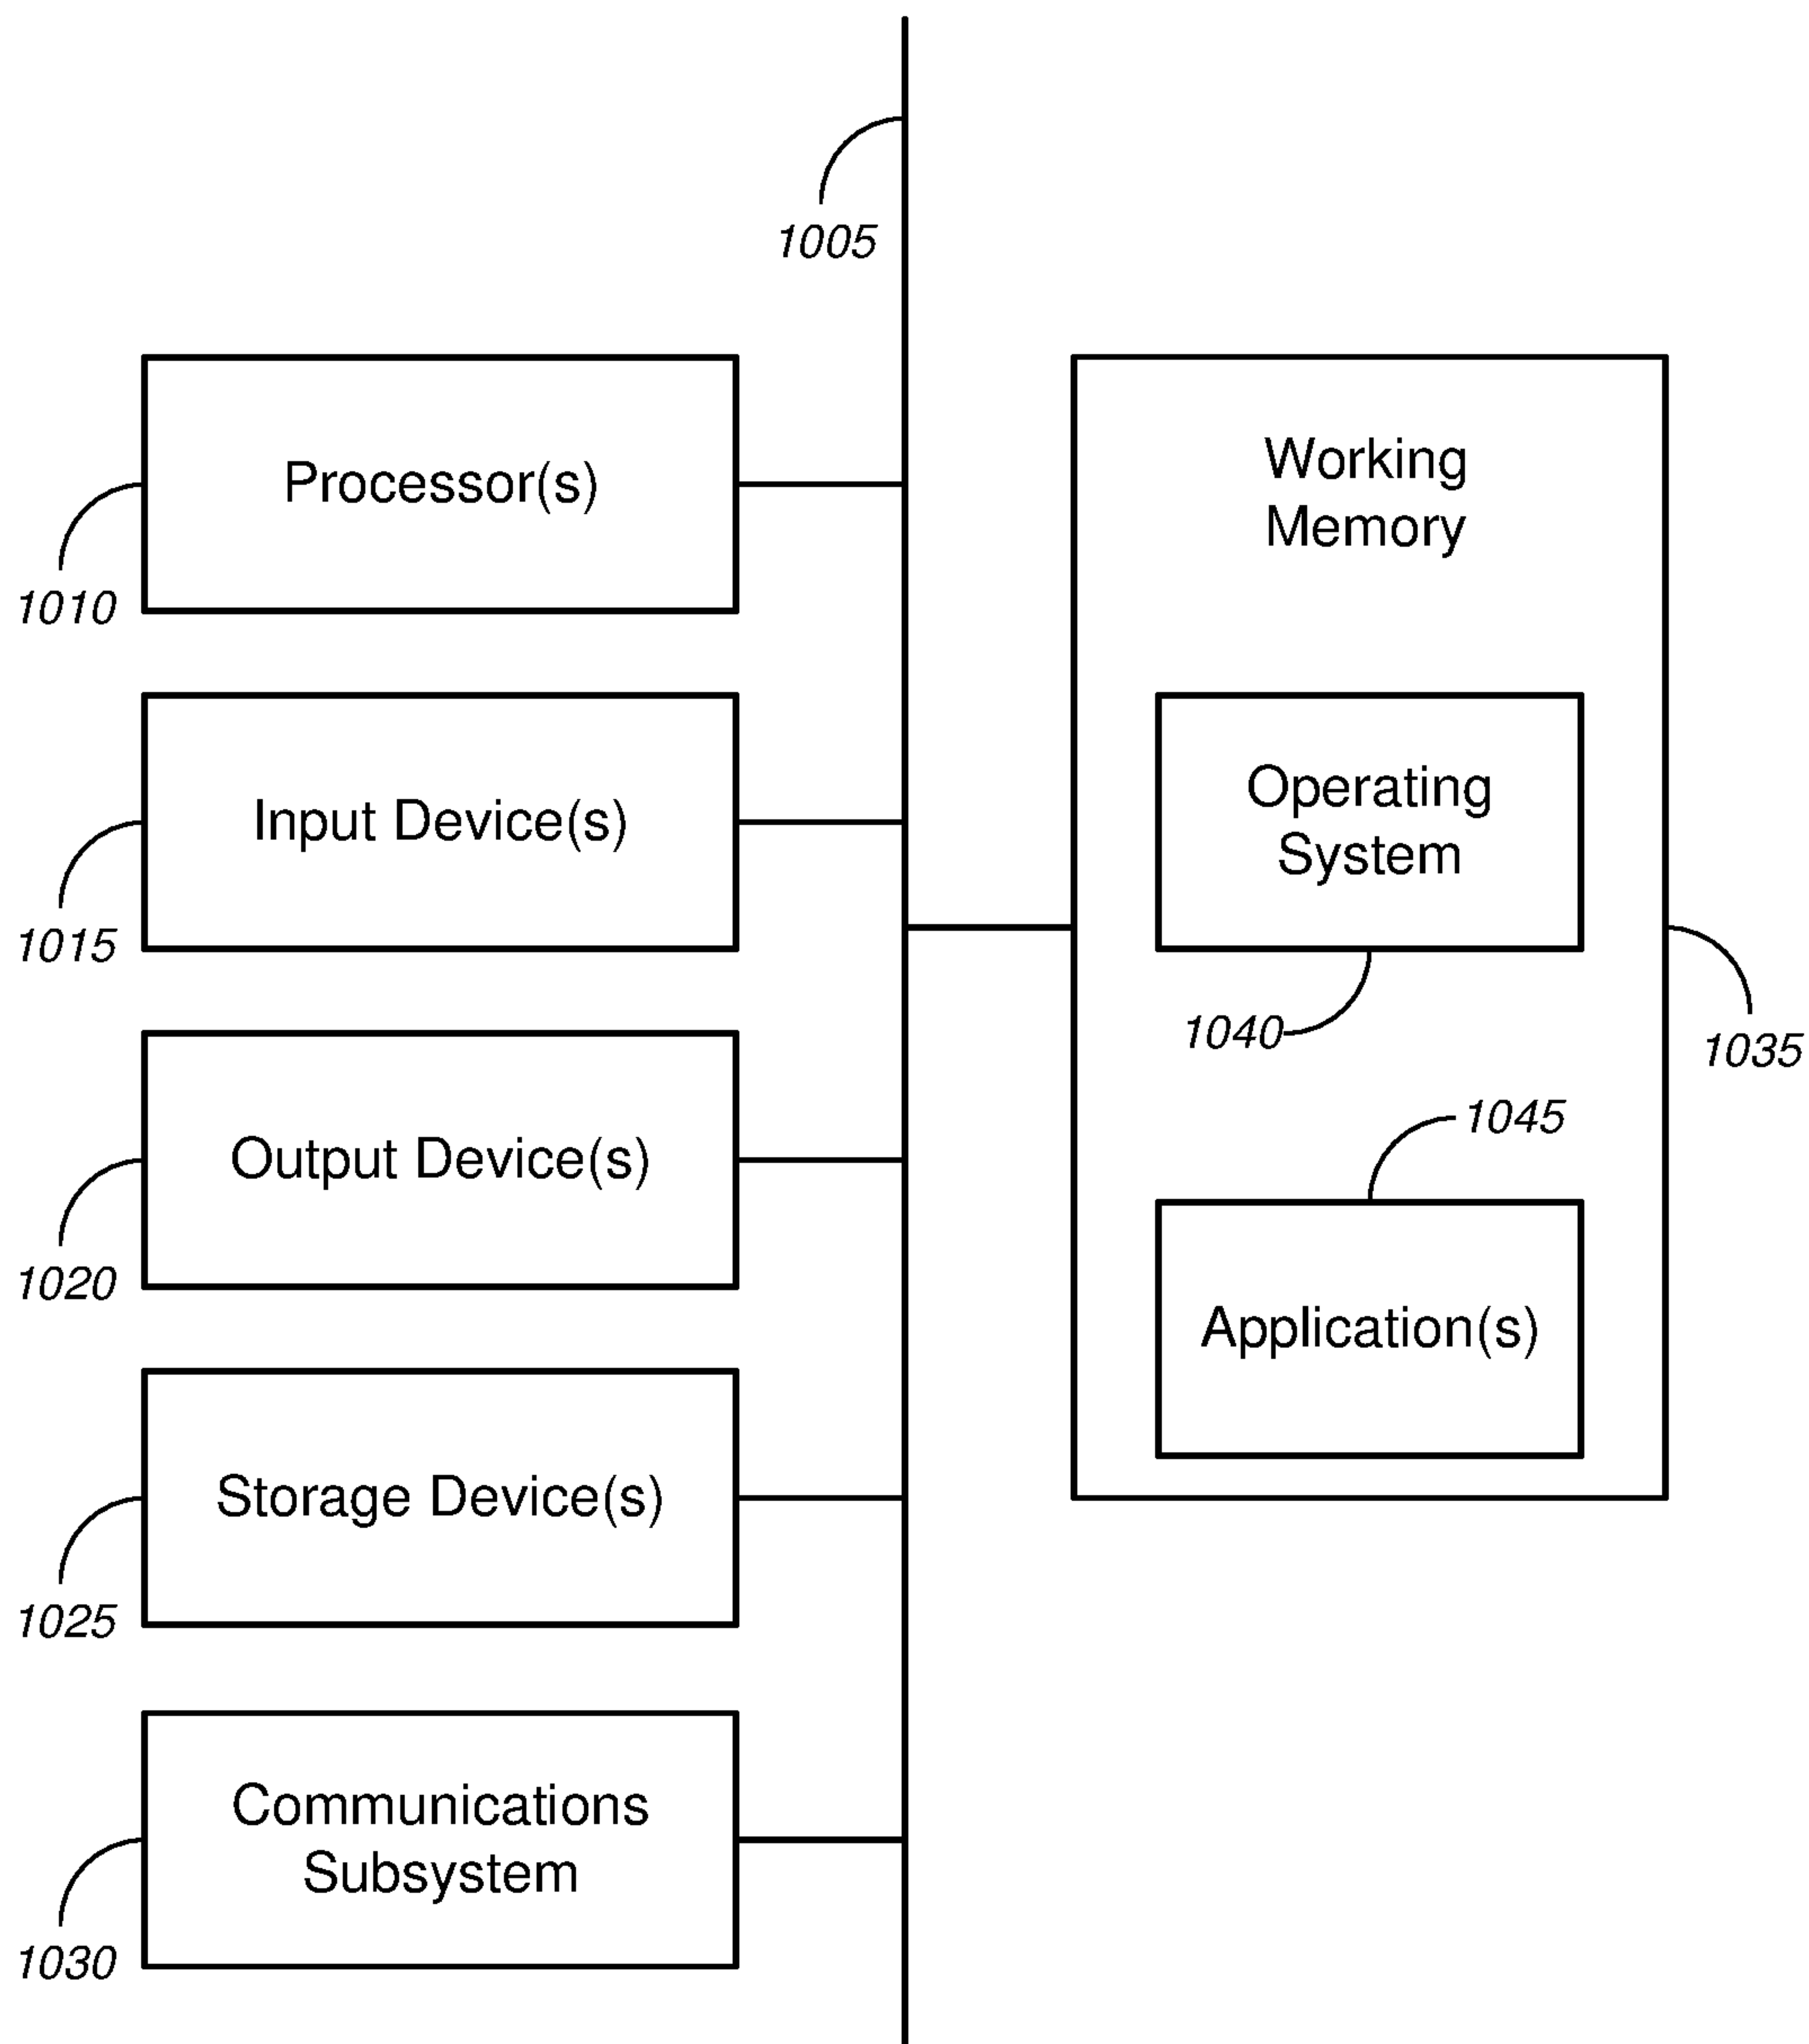 1005
Processor(s)
1010
Input Device(s)
1015
Output Device(s)
1020
Storage Device(s)
1025
Communications
Subsystem
1030
Working
Memory
Operating
System
1040
1035
1045
Application(s)